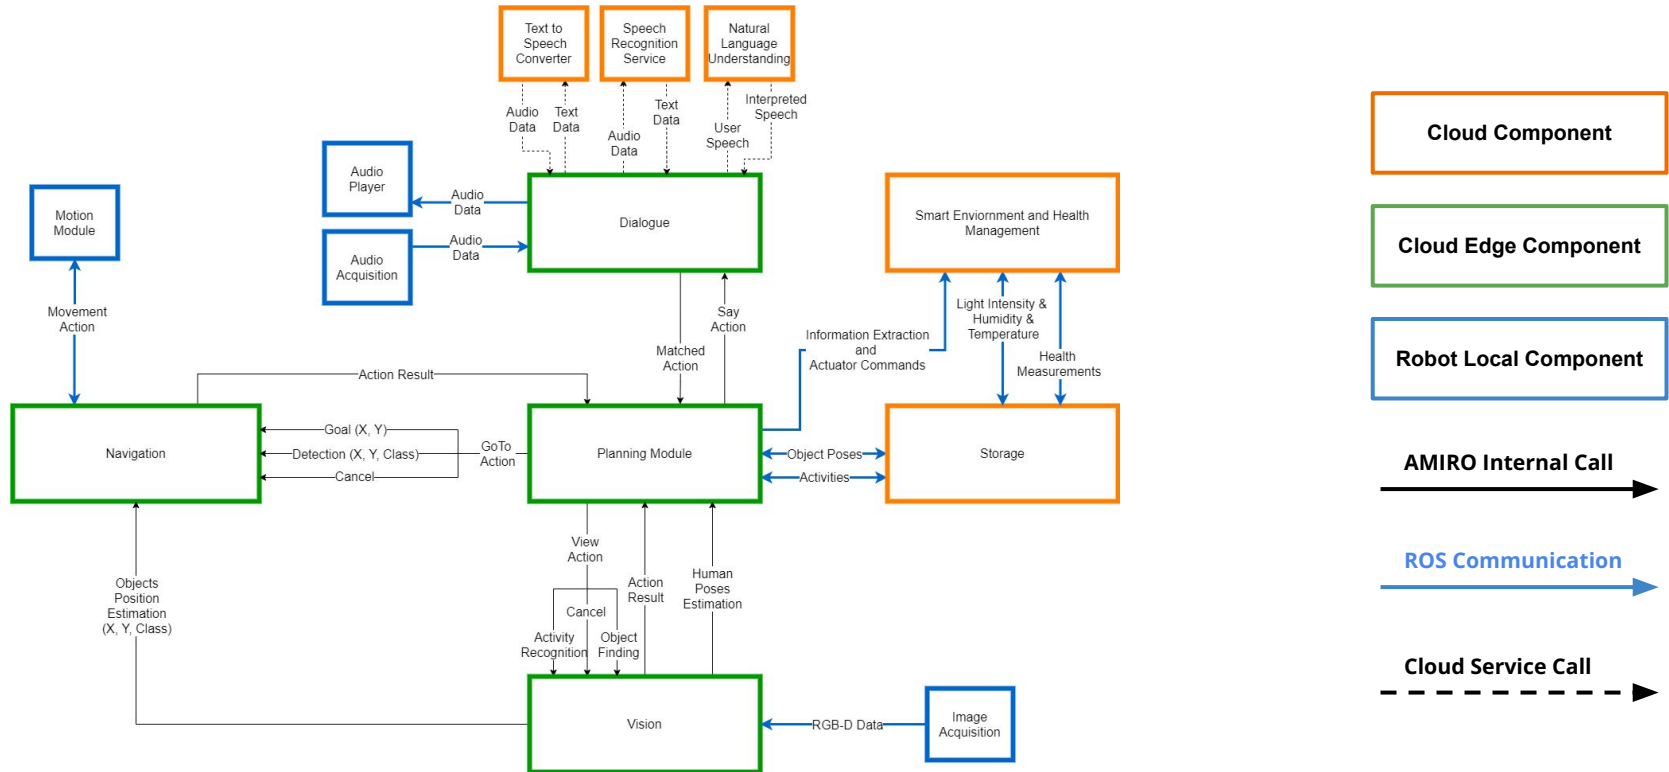 Text to
Speech
Converter
Speech
Recognition
Service
Natural
Language
Understanding
Audio
Data
Text
Data
Audio
Data
Text
Data
User
Speech
Interpreted
Speech
Audio
Player
Audio
Data
Audio
Acquisition
Audio
Data
Dialogue
Motion
Module
Movement
Action
Smart Enviornment and Health
Management
Matched
Action
Say
Action
Information Extraction
and
Actuator Commands
Light Intensity &
Humidity &
Temperature
Health
Measurements
Action Result
Navigation
Goal (X, Y)
Detection (X, Y, Class)
Cancel
GoTo
Action
Planning Module
Object Poses
Activities
Storage
View
Action
Cancel
Activity
Recognition
Object
Finding
Action
Result
Human
Poses
Estimation
Objects
Position
Estimation
(X, Y, Class)
Vision
RGB-D Data
Image
Acquisition
Cloud Component
Cloud Edge Component
Robot Local Component
AMIRO Internal Call
ROS Communication
Cloud Service Call